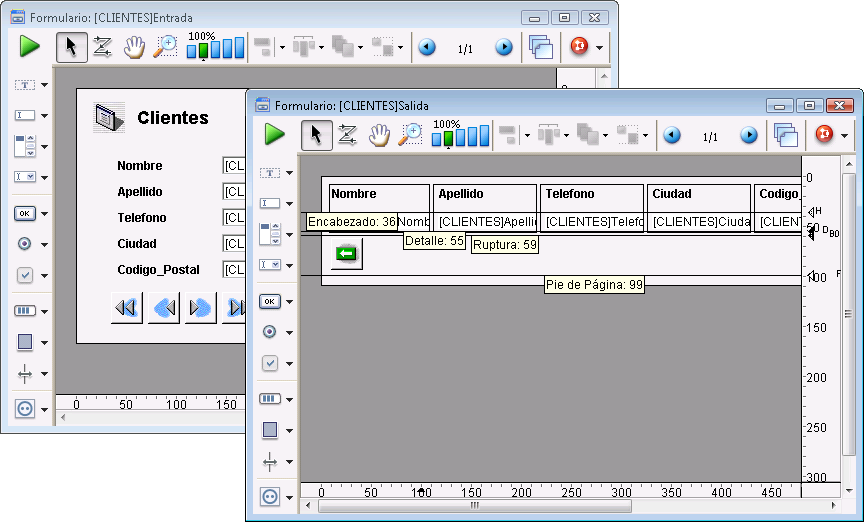 Formulario: [CLIENTES]Entrada
100%
1/1
Clientes
Nombre [CL
Apellido [CL
Telefono [CL
Ciudad [CL
Codigo_Postal [CL
OK
0 50 100 150
Formulario: [CLIENTES]Salida
100%
1/1
Nombre Apellido Telefono Ciudad Codigo_
Encabezado: 36 Nomb [CLIENTES]Apelli [CLIENTES]Telefo [CLIENTES]Ciuda [CLIEN
Detalle: 55 Ruptura: 59
Pie de Página: 99
OK
0
H
50
D B0
F
100
150
200
250
300
0 50 100 150 200 250 300 350 400 450